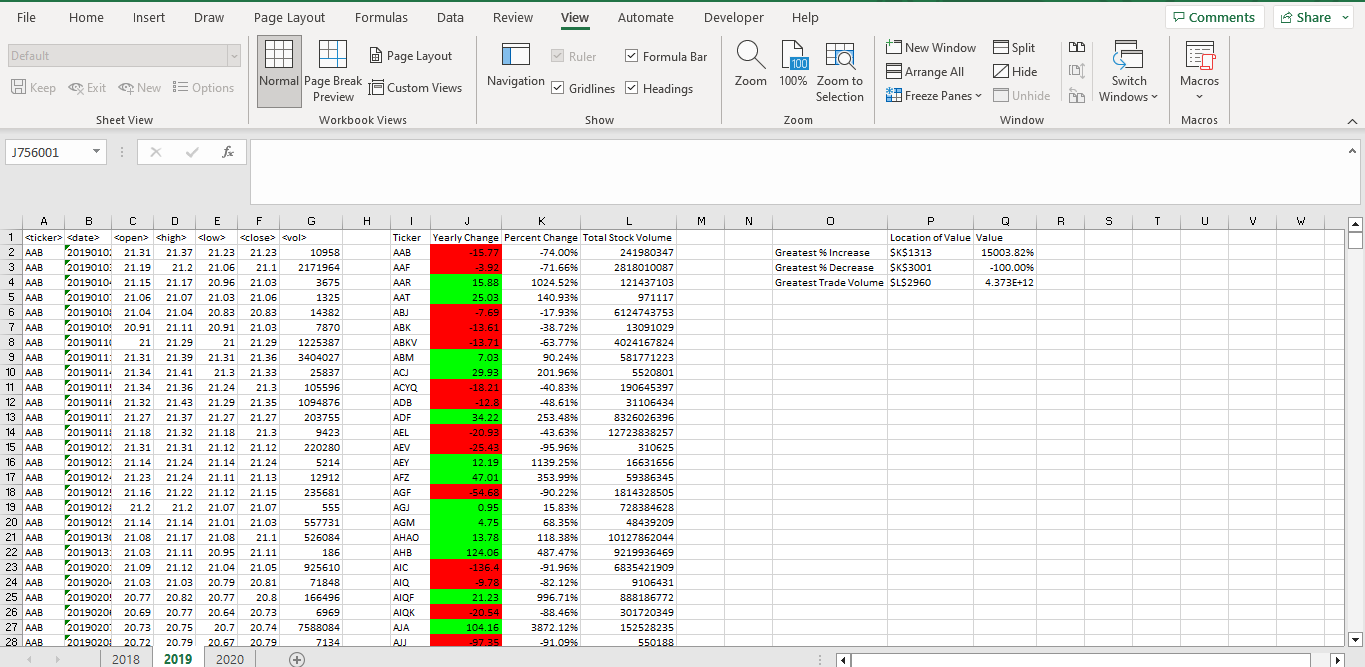 File Home Insert Draw Page Layout Formulas Data Review View Automate Developer Help Comments Share
Default
Keep Exit New Options
Sheet View
Normal
Page Break Preview
Page Layout
Custom Views
Workbook Views
Navigation
Ruler Formula Bar
Gridlines Headings
Show
Zoom
100
100%
Zoom to Selection
Zoom
New Window
Arrange All
Freeze Panes
Split
Hide
Unhide
Switch Windows
Window
Macros
Macros
J756001 fx
A B C D E F G H I J K L M N O P Q R S T U V W
1 <ticker> <date> <open> <high> <low> <close> <vol> Ticker Yearly Change Percent Change Total Stock Volume Location of Value Value
2 AAB 2019010 21.31 21.37 21.23 21.23 10958 AAB -15.77 -74.00% 241980347 Greatest % Increase $K$1313 15003.82%
3 AAB 2019010 21.19 21.2 21.06 21.1 2171964 AAF -3.92 -71.66% 2818010087 Greatest % Decrease $K$3001 -100.00%
4 AAB 2019010 21.15 21.17 20.96 21.03 3675 AAR 15.88 1024.52% 121437103 Greatest Trade Volume $L$2960 4.373E+12
5 AAB 2019010 21.06 21.07 21.03 21.06 1325 AAT 25.03 140.93% 971117
6 AAB 2019010 21.04 21.04 20.83 20.83 14382 ABJ -7.69 -17.93% 6124743753
7 AAB 2019010 20.91 21.11 20.91 21.03 7870 ABK -13.61 -38.72% 13091029
8 AAB 2019011 21 21.29 21 21.29 1225387 ABKV -13.71 -63.77% 4024167824
9 AAB 2019011 21.31 21.39 21.31 21.36 3404027 ABM 7.03 90.24% 581771223
10 AAB 2019011 21.34 21.41 21.3 21.33 25837 ACJ 29.93 201.96% 5520801
11 AAB 2019011 21.34 21.36 21.24 21.3 105596 ACYQ -18.21 -40.83% 190645397
12 AAB 2019011 21.32 21.43 21.29 21.35 1094876 ADB -12.8 -48.61% 31106434
13 AAB 2019011 21.27 21.37 21.27 21.27 203755 ADF 34.22 253.48% 8326026396
14 AAB 2019011 21.18 21.32 21.18 21.3 9423 AEL -20.93 -43.63% 12723838257
15 AAB 2019012 21.31 21.31 21.12 21.12 220280 AEV -25.43 -95.96% 310625
16 AAB 2019012 21.14 21.24 21.14 21.24 5214 AEY 12.19 1139.25% 16631656
17 AAB 2019012 21.23 21.24 21.11 21.13 12912 AFZ 47.01 353.99% 59386345
18 AAB 2019012 21.16 21.22 21.12 21.15 235681 AGF -54.68 -90.22% 1814328505
19 AAB 2019012 21.2 21.2 21.07 21.07 555 AGJ 0.95 15.83% 728384628
20 AAB 2019012 21.14 21.14 21.01 21.03 557731 AGM 4.75 68.35% 48439209
21 AAB 2019013 21.08 21.17 21.08 21.1 526084 AHAO 13.78 118.38% 10127862044
22 AAB 2019013 21.03 21.11 20.95 21.11 186 AHB 124.06 487.47% 9219936469
23 AAB 2019020 21.09 21.12 21.04 21.05 925610 AIC -136.4 -91.96% 6835421909
24 AAB 2019020 21.03 21.03 20.79 20.81 71848 AIQ -9.78 -82.12% 9106431
25 AAB 2019020 20.77 20.82 20.77 20.8 166496 AIQF 21.23 996.71% 888186772
26 AAB 2019020 20.69 20.77 20.64 20.73 6969 AIQK -20.54 -88.46% 301720349
27 AAB 2019020 20.73 20.75 20.7 20.74 7588084 AJA 104.16 3872.12% 152528235
28 AAB 2019020 20.72 20.79 20.67 20.79 7134 AJJ -97.35 -91.09% 550188
2018 2019 2020